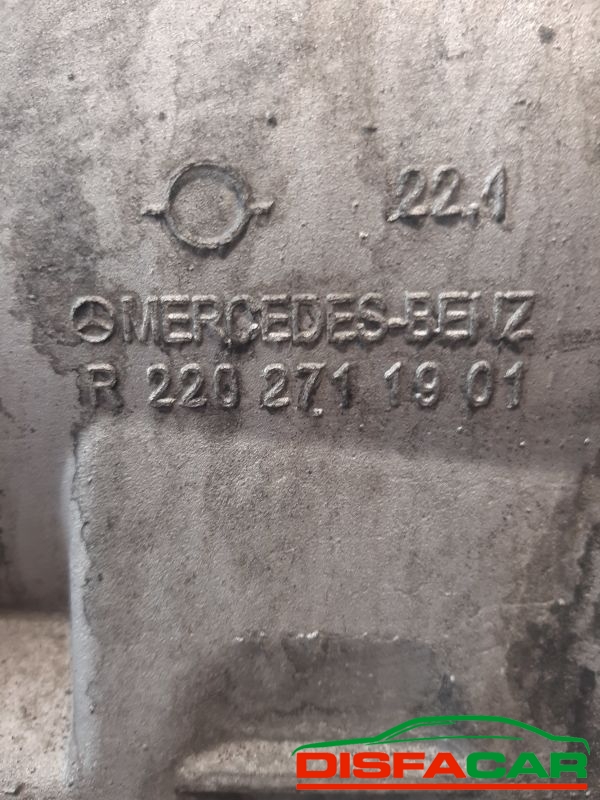 22.1
MERCEDES-BENZ
R 220 271 19 01
DISFACAR